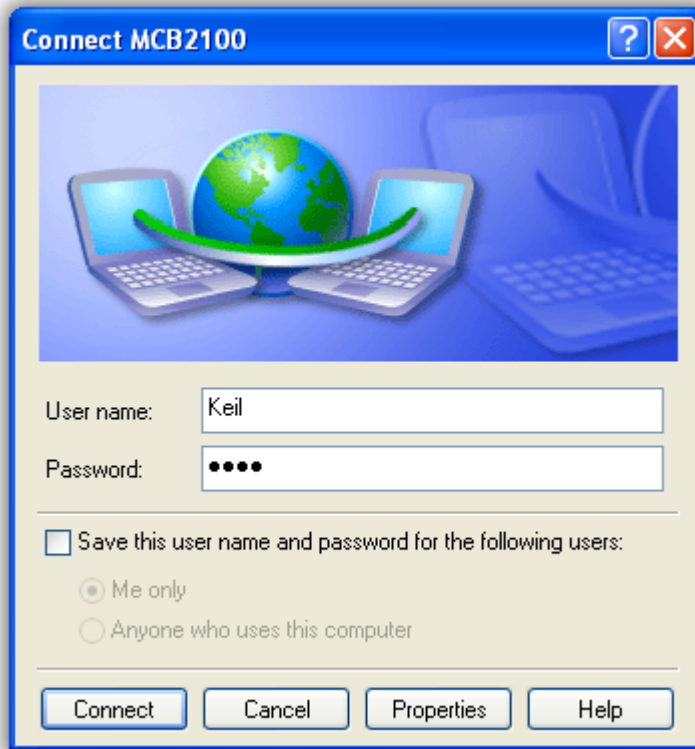 Connect MCB2100
User name: Keil
Password: ••••
Save this user name and password for the following users:
Me only
Anyone who uses this computer
Connect Cancel Properties Help